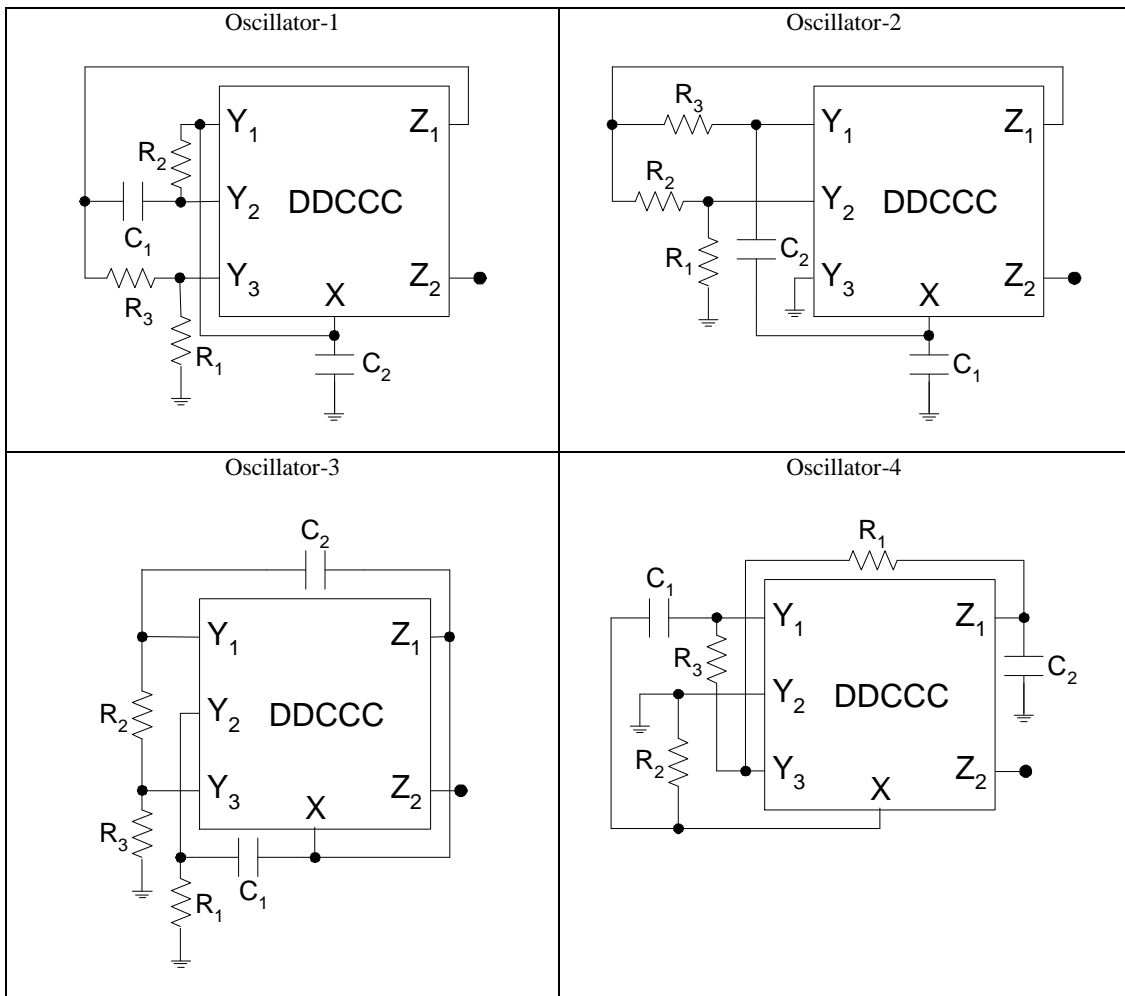 Oscillator-1
Y1
Z1
R2
Y2
DDCCC
C1
Y3
X
Z2
R3
R1
C2
Oscillator-2
R3
Y1
Z1
R2
Y2
DDCCC
R1
C2
Y3
X
Z2
C1
Oscillator-3
C2
Y1
Z1
R2
Y2
DDCCC
Y3
X
Z2
R3
C1
R1
Oscillator-4
R1
C1
Y1
Z1
R3
C2
Y2
DDCCC
R2
Y3
X
Z2